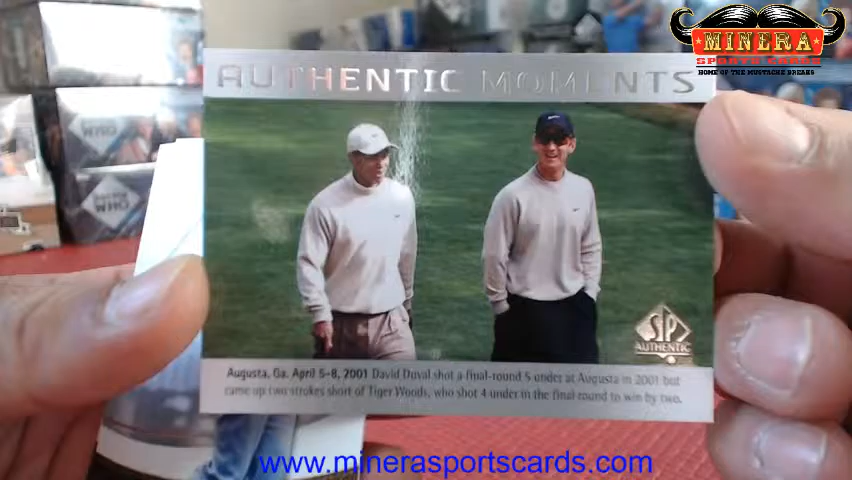 MINERA
SPORTS CARDS
HOME OF THE MUSTACHE BREAKS
AUTHENTIC MOMENTS
WHO
WHO
SP
AUTHENTIC
Augusta, Ga. April 5-8, 2001 David Duval shot a final-round 5 under at Augusta in 2001 but
came up two strokes short of Tiger Woods, who shot 4 under in the final round to win by two.
www.minerasportscards.com